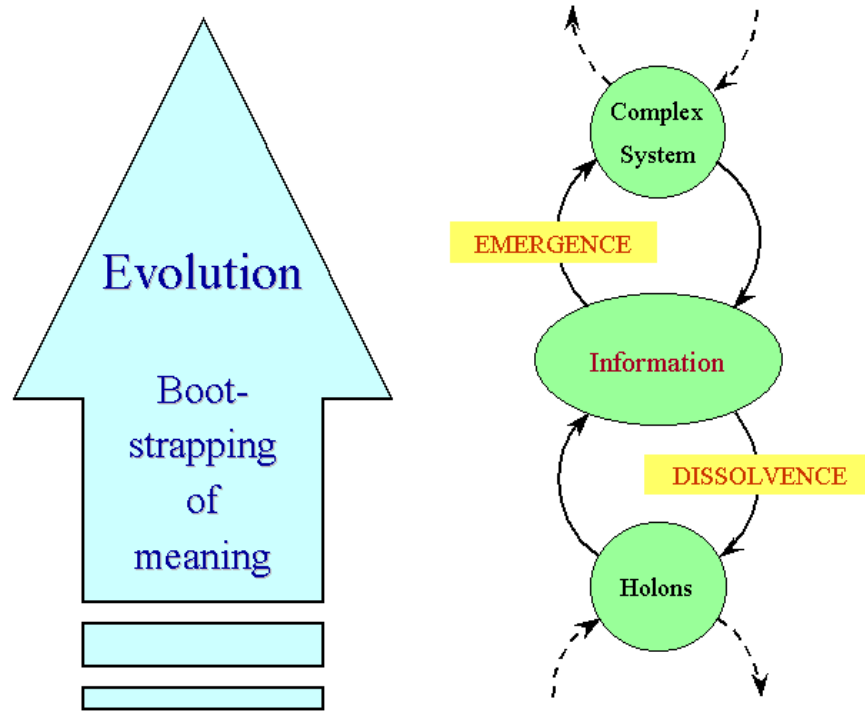 Evolution
Boot-
strapping
of
meaning
Complex
System
EMERGENCE
Information
DISSOLVENCE
Holons